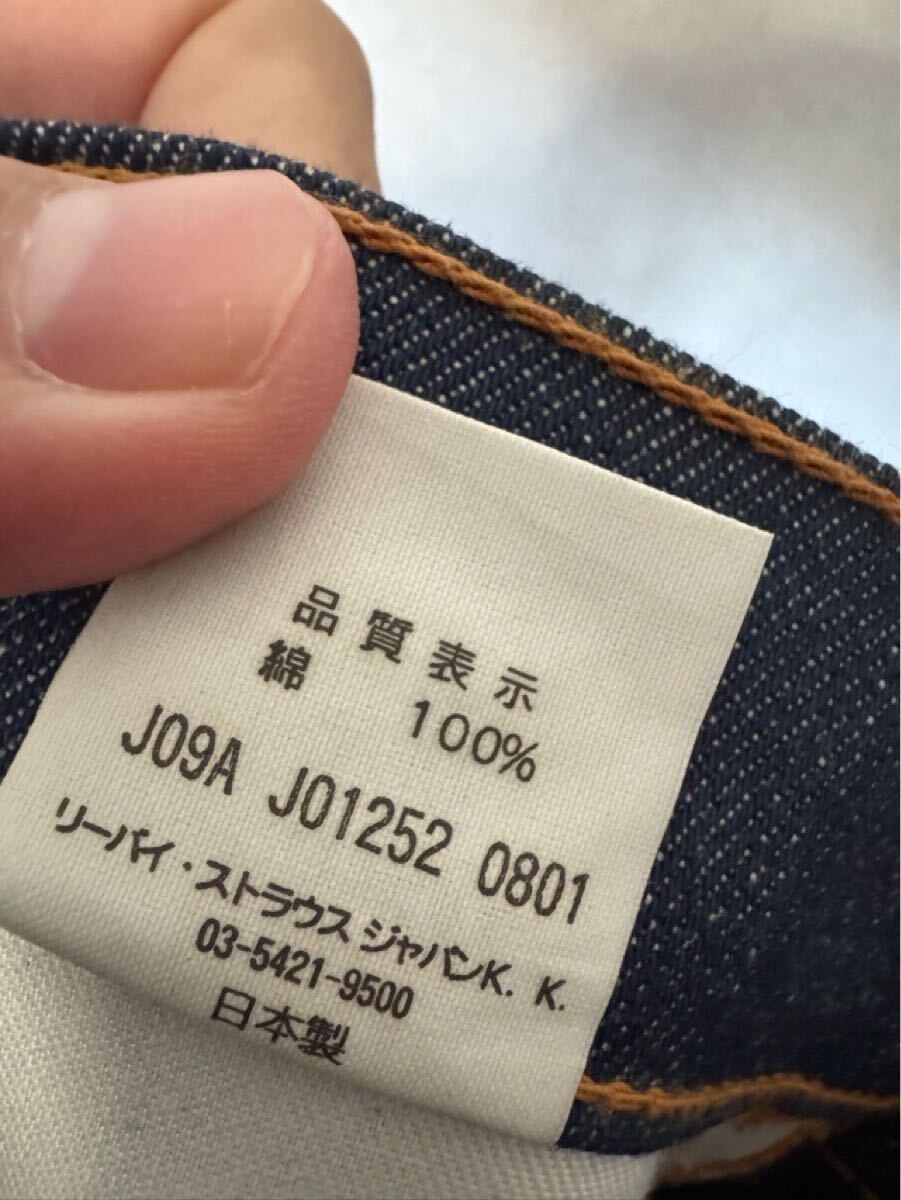 品質表示
綿 100%
J09A J01252 0801
リーバイ・ストラウス ジャパンK. K.
03-5421-9500
日本製